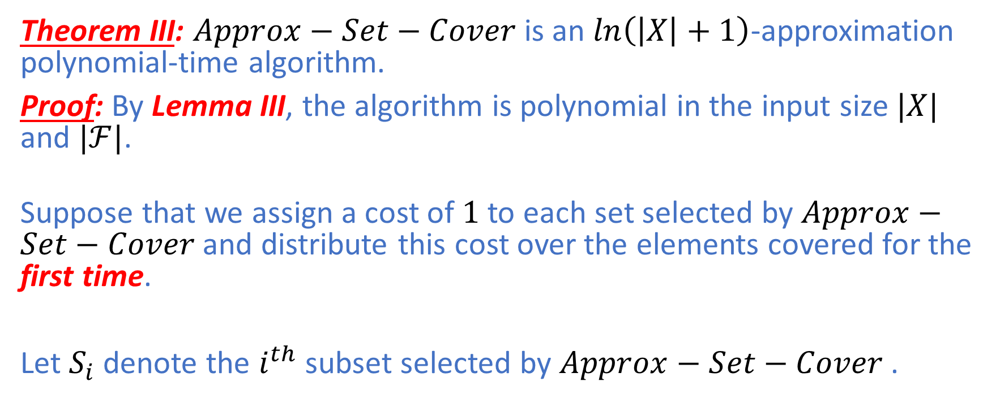 Theorem III: Approx − Set − Cover is an ln(|X| + 1)-approximation
polynomial-time algorithm.
Proof: By Lemma III, the algorithm is polynomial in the input size |X|
and |ℱ|.
Suppose that we assign a cost of 1 to each set selected by Approx −
Set − Cover and distribute this cost over the elements covered for the
first time.
Let Sᵢ denote the iᵗʰ subset selected by Approx − Set − Cover .